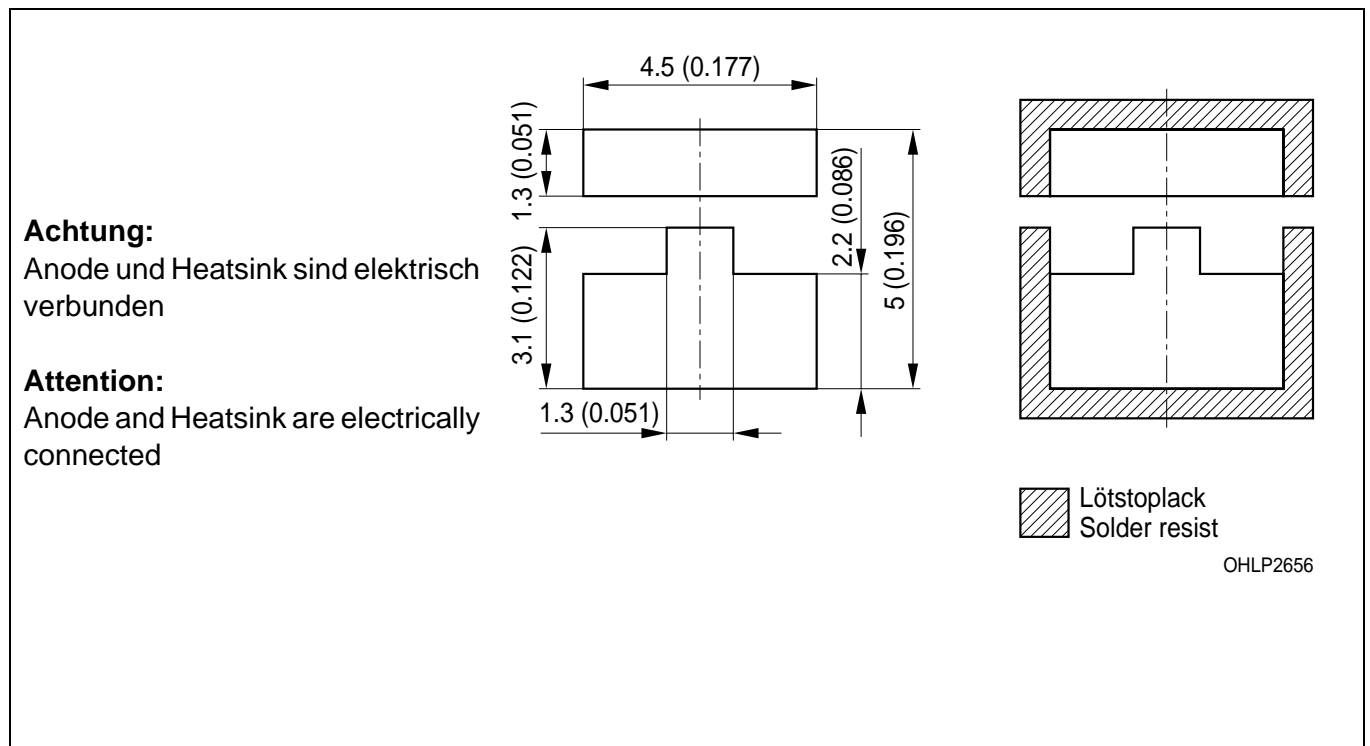 Achtung:
Anode und Heatsink sind elektrisch
verbunden
Attention:
Anode and Heatsink are electrically
connected
4.5 (0.177)
1.3 (0.051)
3.1 (0.122)
1.3 (0.051)
2.2 (0.086)
5 (0.196)
Lötstoplack
Solder resist
OHLP2656